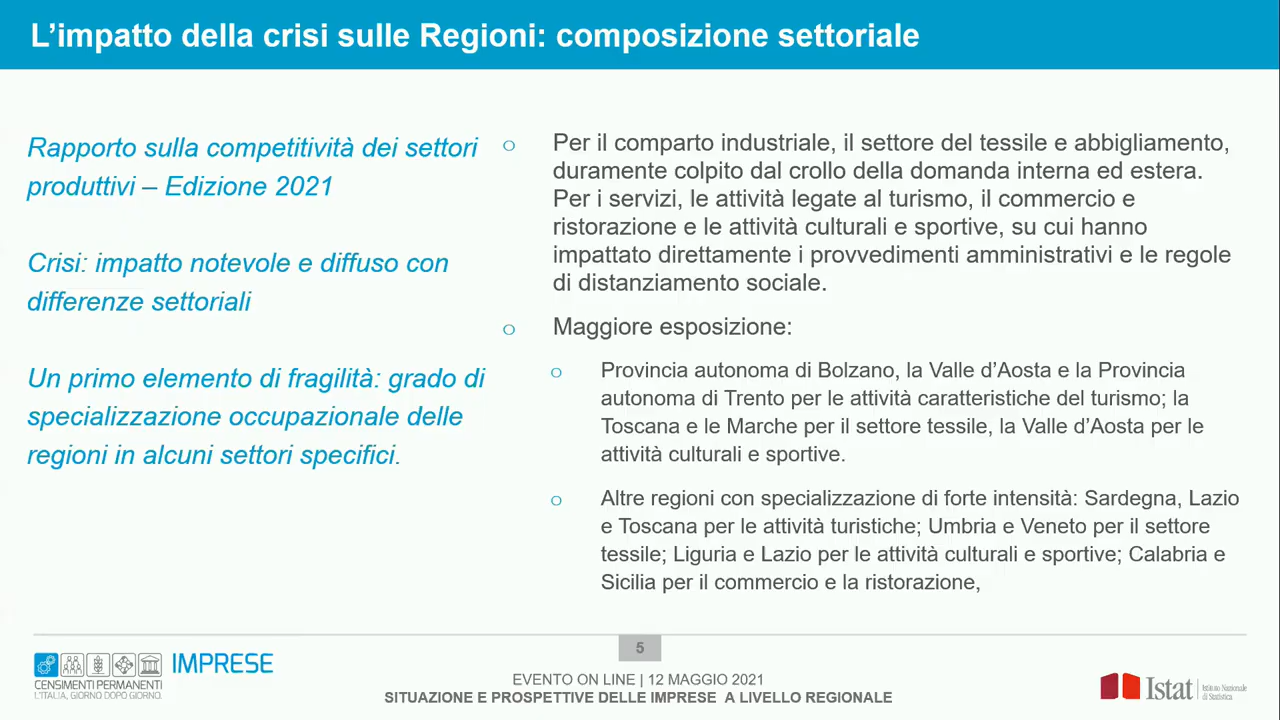 L’impatto della crisi sulle Regioni: composizione settoriale
Rapporto sulla competitività dei settori
produttivi – Edizione 2021
Crisi: impatto notevole e diffuso con
differenze settoriali
Un primo elemento di fragilità: grado di
specializzazione occupazionale delle
regioni in alcuni settori specifici.
Per il comparto industriale, il settore del tessile e abbigliamento,
duramente colpito dal crollo della domanda interna ed estera.
Per i servizi, le attività legate al turismo, il commercio e
ristorazione e le attività culturali e sportive, su cui hanno
impattato direttamente i provvedimenti amministrativi e le regole
di distanziamento sociale.
Maggiore esposizione:
Provincia autonoma di Bolzano, la Valle d’Aosta e la Provincia
autonoma di Trento per le attività caratteristiche del turismo; la
Toscana e le Marche per il settore tessile, la Valle d’Aosta per le
attività culturali e sportive.
Altre regioni con specializzazione di forte intensità: Sardegna, Lazio
e Toscana per le attività turistiche; Umbria e Veneto per il settore
tessile; Liguria e Lazio per le attività culturali e sportive; Calabria e
Sicilia per il commercio e la ristorazione,
5
IMPRESE
CENSIMENTI PERMANENTI
L’ITALIA, GIORNO DOPO GIORNO.
EVENTO ON LINE | 12 MAGGIO 2021
SITUAZIONE E PROSPETTIVE DELLE IMPRESE A LIVELLO REGIONALE
Istat
Istituto Nazionale
di Statistica